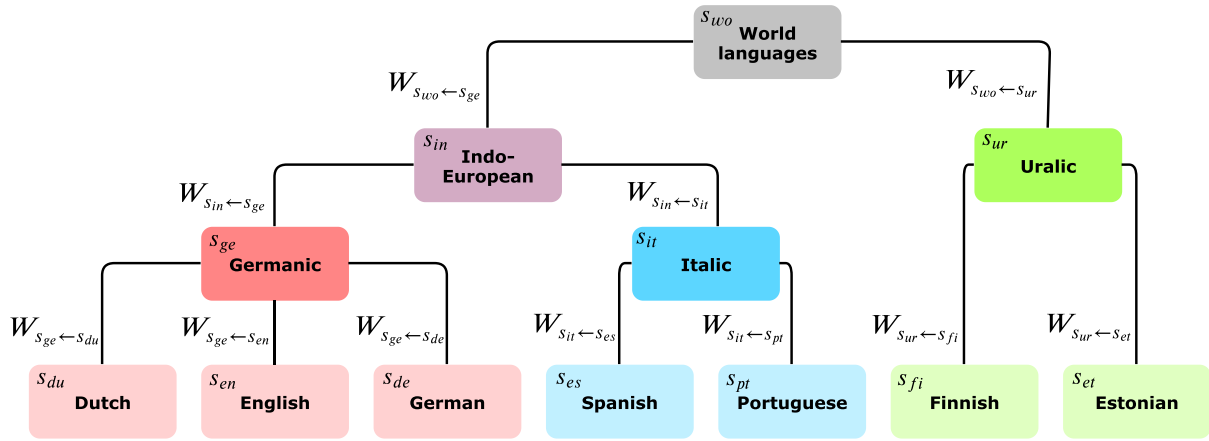 s_wo
World
languages
W_{s_wo←s_ge}
W_{s_wo←s_ur}
s_in
Indo-
European
s_ur
Uralic
W_{s_in←s_ge}
W_{s_in←s_it}
s_ge
Germanic
s_it
Italic
W_{s_ge←s_du}
W_{s_ge←s_en}
W_{s_ge←s_de}
W_{s_it←s_es}
W_{s_it←s_pt}
W_{s_ur←s_fi}
W_{s_ur←s_et}
s_du
Dutch
s_en
English
s_de
German
s_es
Spanish
s_pt
Portuguese
s_fi
Finnish
s_et
Estonian